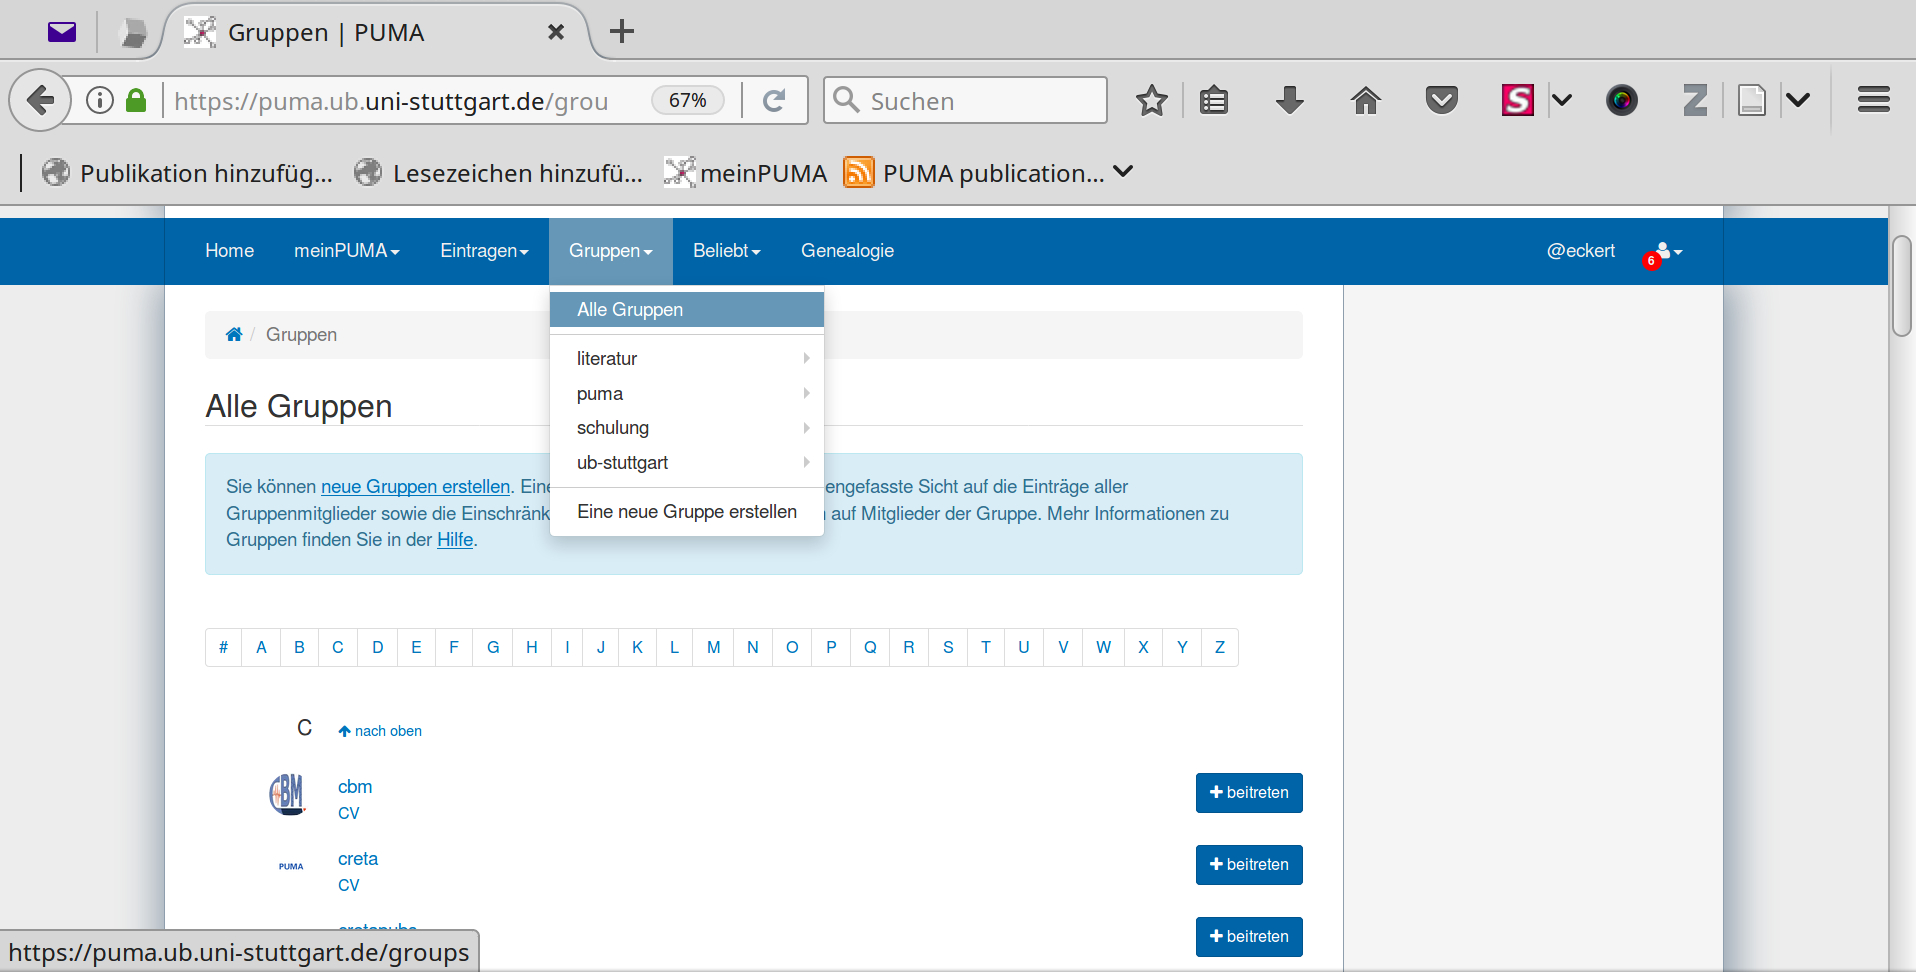 Gruppen | PUMA
https://puma.ub.uni-stuttgart.de/grou
67%
Suchen
Publikation hinzufüg...
Lesezeichen hinzufü...
meinPUMA
PUMA publication...
Home
meinPUMA
Eintragen
Gruppen
Beliebt
Genealogie
@eckert
6
Alle Gruppen
literatur
puma
schulung
ub-stuttgart
Eine neue Gruppe erstellen
/ Gruppen
Alle Gruppen
Sie können neue Gruppen erstellen. Eine engefasste Sicht auf die Einträge aller
Gruppenmitglieder sowie die Einschränk auf Mitglieder der Gruppe. Mehr Informationen zu
Gruppen finden Sie in der Hilfe.
# A B C D E F G H I J K L M N O P Q R S T U V W X Y Z
C nach oben
CBM
cbm
CV
beitreten
PUMA
creta
CV
beitreten
beitreten
https://puma.ub.uni-stuttgart.de/groups